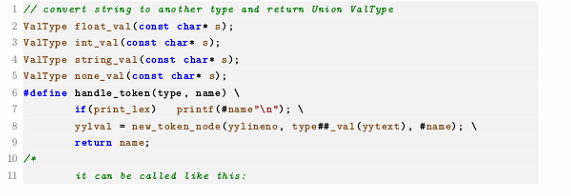 1 // convert string to another type and return Union ValType
2 ValType float_val(const char* s);
3 ValType int_val(const char* s);
4 ValType string_val(const char* s);
5 ValType none_val(const char* s);
6 #define handle_token(type, name) \
7 if(print_lex) printf(#name"\n"); \
8 yylval = new_token_node(yylineno, type##_val(yytext), #name); \
9 return name;
10 /*
11 it can be called like this: